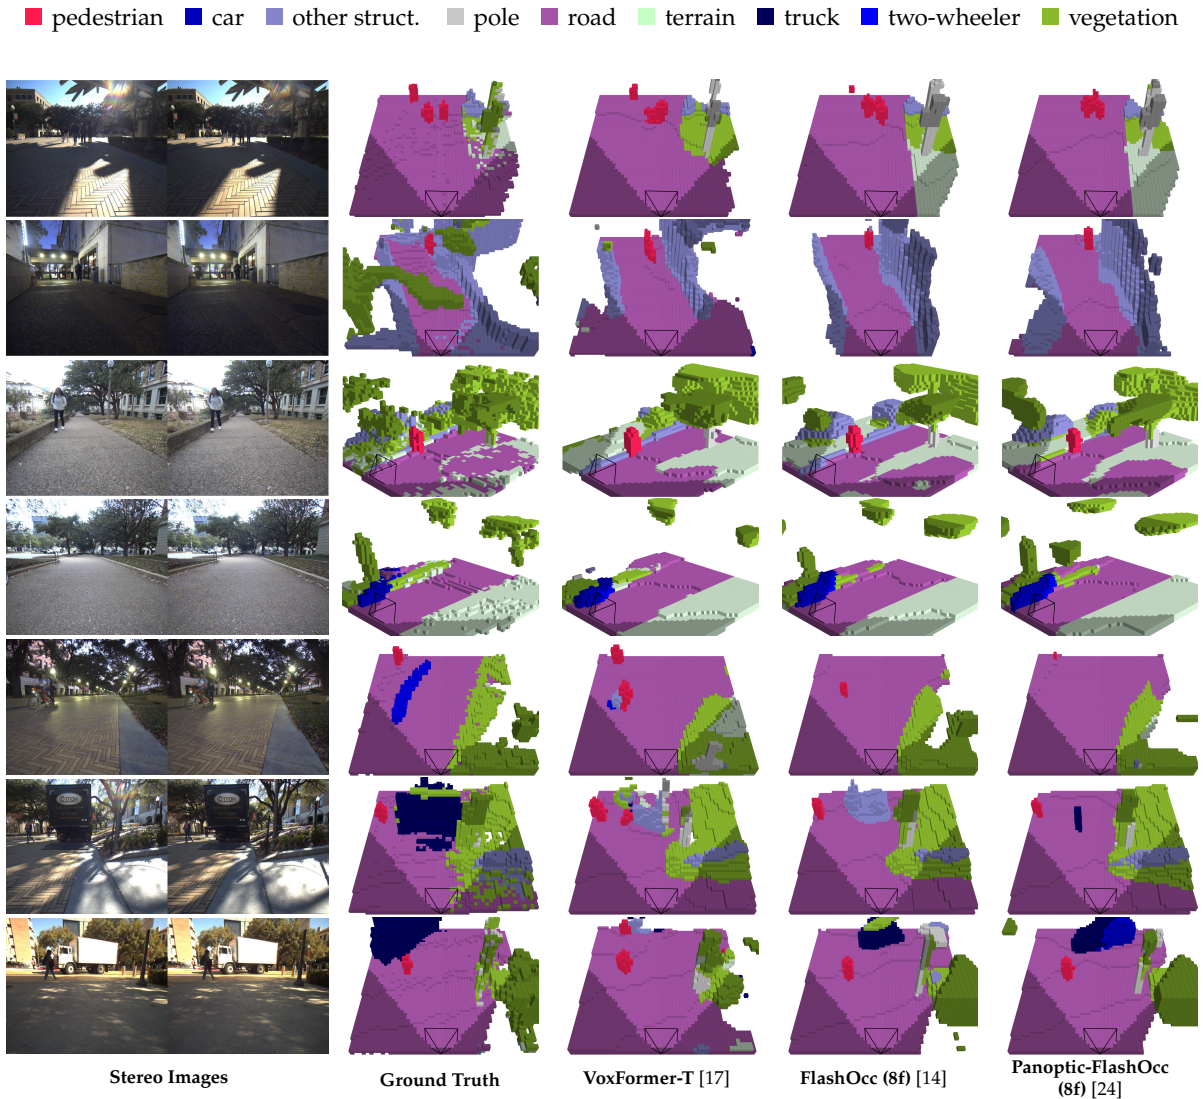 pedestrian car other struct. pole road terrain truck two-wheeler vegetation
Stereo Images
Ground Truth
VoxFormer-T [17]
FlashOcc (8f) [14]
Panoptic-FlashOcc
(8f) [24]